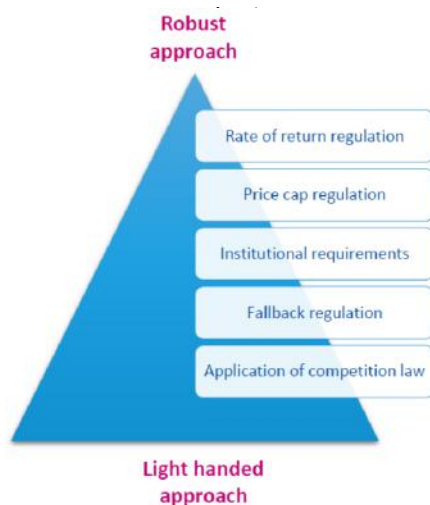 Robust
approach
Rate of return regulation
Price cap regulation
Institutional requirements
Fallback regulation
Application of competition law
Light handed
approach